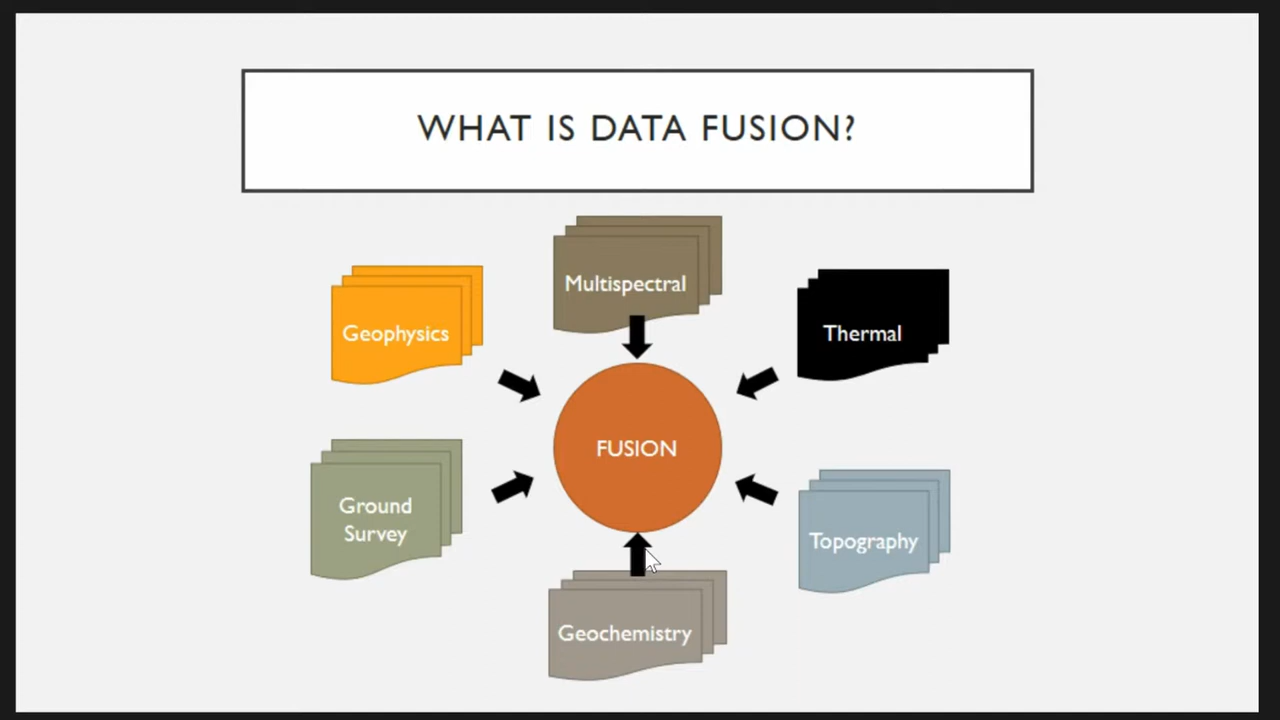 WHAT IS DATA FUSION?
Multispectral
Geophysics
Thermal
FUSION
Ground
Survey
Topography
Geochemistry